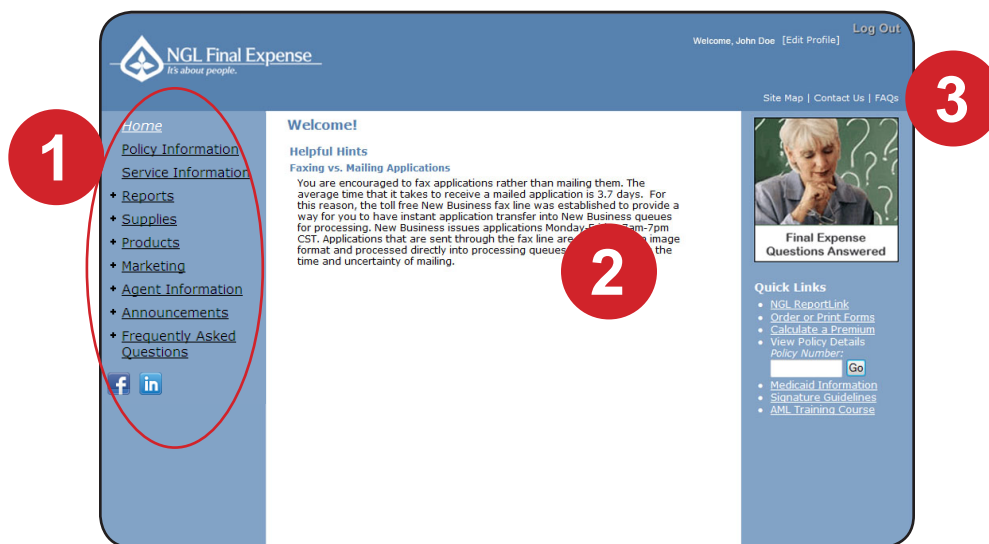 Log Out
Welcome, John Doe [Edit Profile]
NGL Final Expense
It's about people.
Site Map | Contact Us | FAQs
1
2
3
Home
Policy Information
Service Information
+ Reports
+ Supplies
+ Products
+ Marketing
+ Agent Information
+ Announcements
+ Frequently Asked
Questions
f in
Welcome!
Helpful Hints
Faxing vs. Mailing Applications
You are encouraged to fax applications rather than mailing them. The
average time that it takes to receive a mailed application is 3.7 days. For
this reason, the toll free New Business fax line was established to provide a
way for you to have instant application transfer into New Business queues
for processing. New Business issues applications Monday-Friday 7am-7pm
CST. Applications that are sent through the fax line are image
format and processed directly into processing queues the
time and uncertainty of mailing.
Final Expense
Questions Answered
Quick Links
• NGL ReportLink
• Order or Print Forms
• Calculate a Premium
• View Policy Details
Policy Number:
Go
• Medicaid Information
• Signature Guidelines
• AML Training Course